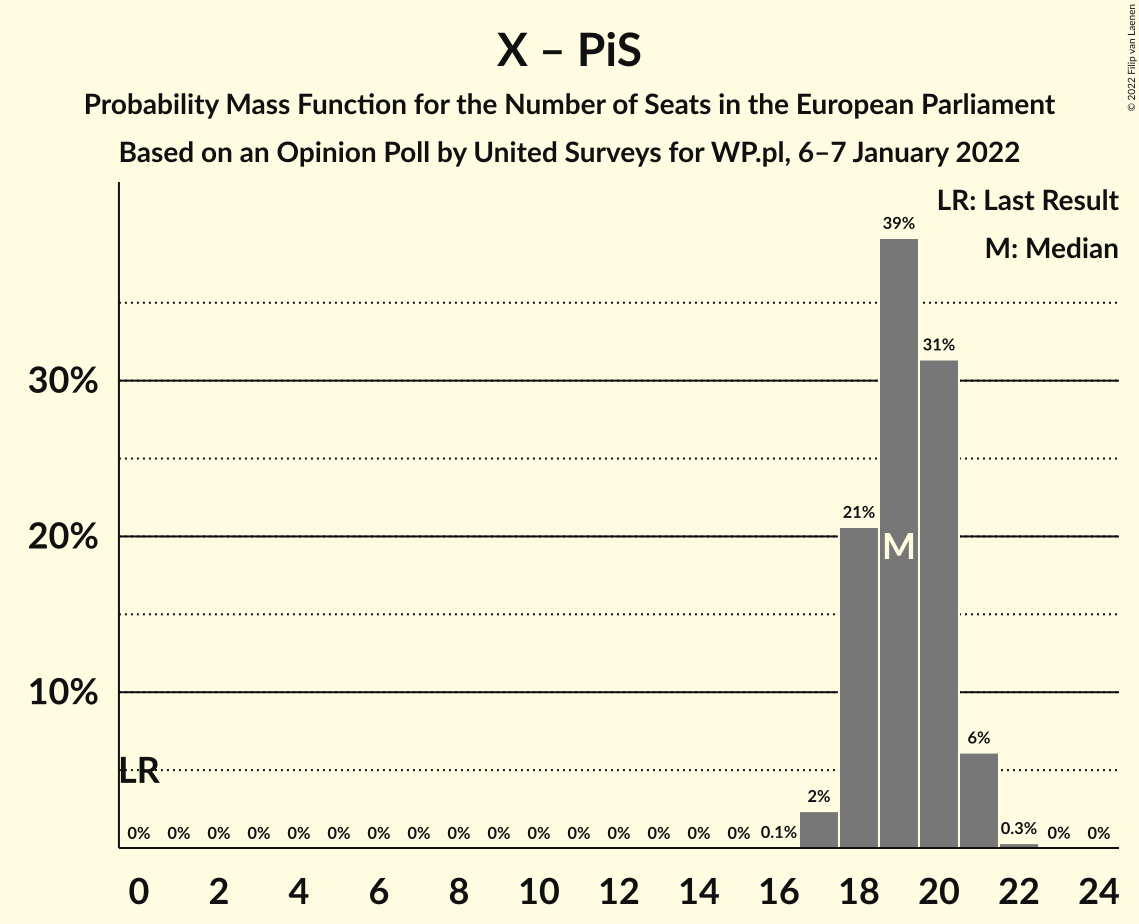 X – PiS
Probability Mass Function for the Number of Seats in the European Parliament
Based on an Opinion Poll by United Surveys for WP.pl, 6–7 January 2022
© 2022 Filip van Laenen
LR: Last Result
M: Median
39%
31%
30%
21%
20%
M
10%
6%
LR
2%
0% 0% 0% 0% 0% 0% 0% 0% 0% 0% 0% 0% 0% 0% 0% 0% 0.1% 0.3% 0% 0%
0 2 4 6 8 10 12 14 16 18 20 22 24